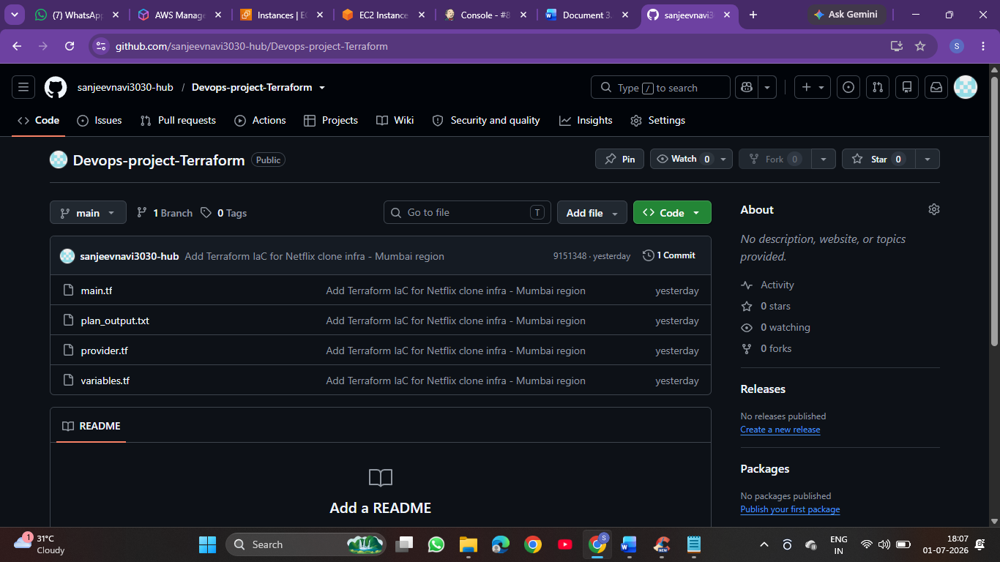 (7) WhatsApp
AWS Manage
Instances | EC
EC2 Instance
Console - #8
Document 3.
sanjeevnavi3
Ask Gemini
github.com/sanjeevnavi3030-hub/Devops-project-Terraform
S
sanjeevnavi3030-hub / Devops-project-Terraform
Type / to search
Code
Issues
Pull requests
Actions
Projects
Wiki
Security and quality
Insights
Settings
Devops-project-Terraform Public
Pin
Watch 0
Fork 0
Star 0
main
1 Branch
0 Tags
Go to file T
Add file
Code
sanjeevnavi3030-hub Add Terraform IaC for Netflix clone infra - Mumbai region 9151348 · yesterday 1 Commit
main.tf Add Terraform IaC for Netflix clone infra - Mumbai region yesterday
plan_output.txt Add Terraform IaC for Netflix clone infra - Mumbai region yesterday
provider.tf Add Terraform IaC for Netflix clone infra - Mumbai region yesterday
variables.tf Add Terraform IaC for Netflix clone infra - Mumbai region yesterday
README
Add a README
About
No description, website, or topics
provided.
Activity
0 stars
0 watching
0 forks
Releases
No releases published
Create a new release
Packages
No packages published
Publish your first package
1
31°C
Cloudy
Search
S
NEW
ENG
IN
18:07
01-07-2026